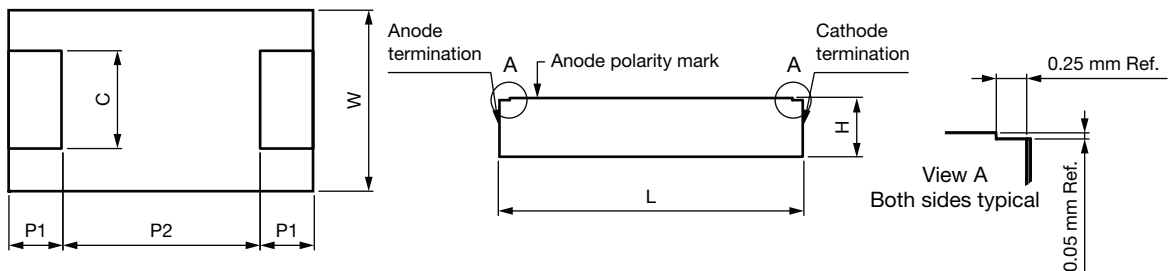 C
W
P1
P2
P1
Anode
termination
A
Anode polarity mark
A
Cathode
termination
H
L
0.25 mm Ref.
View A
Both sides typical
0.05 mm Ref.